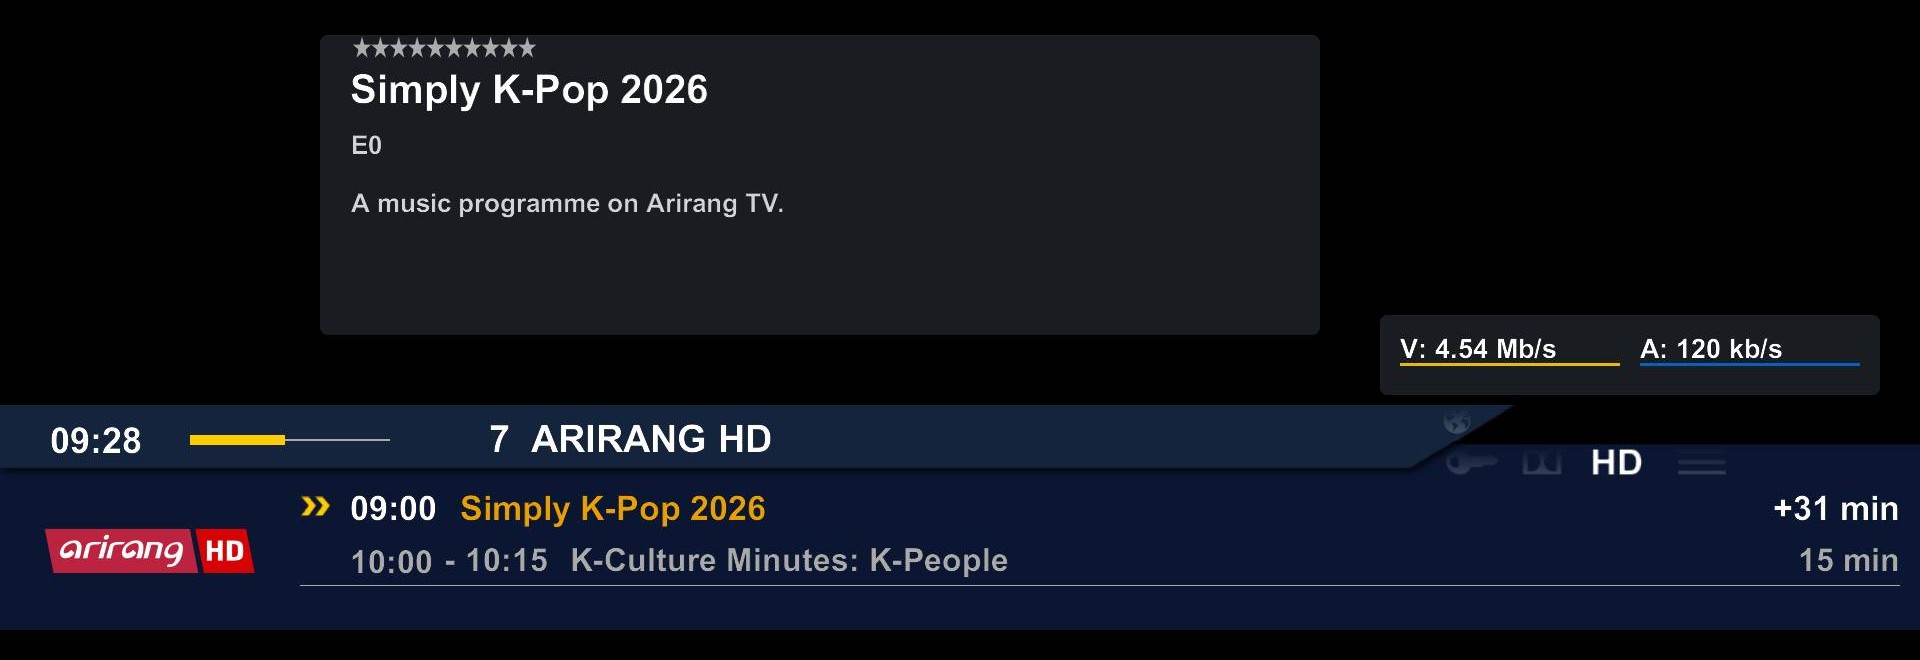 ★★★★★★★★★★
Simply K-Pop 2026
E0
A music programme on Arirang TV.
V: 4.54 Mb/s A: 120 kb/s
09:28 7 ARIRANG HD
HD
09:00 Simply K-Pop 2026 +31 min
arirang HD
10:00 - 10:15 K-Culture Minutes: K-People 15 min